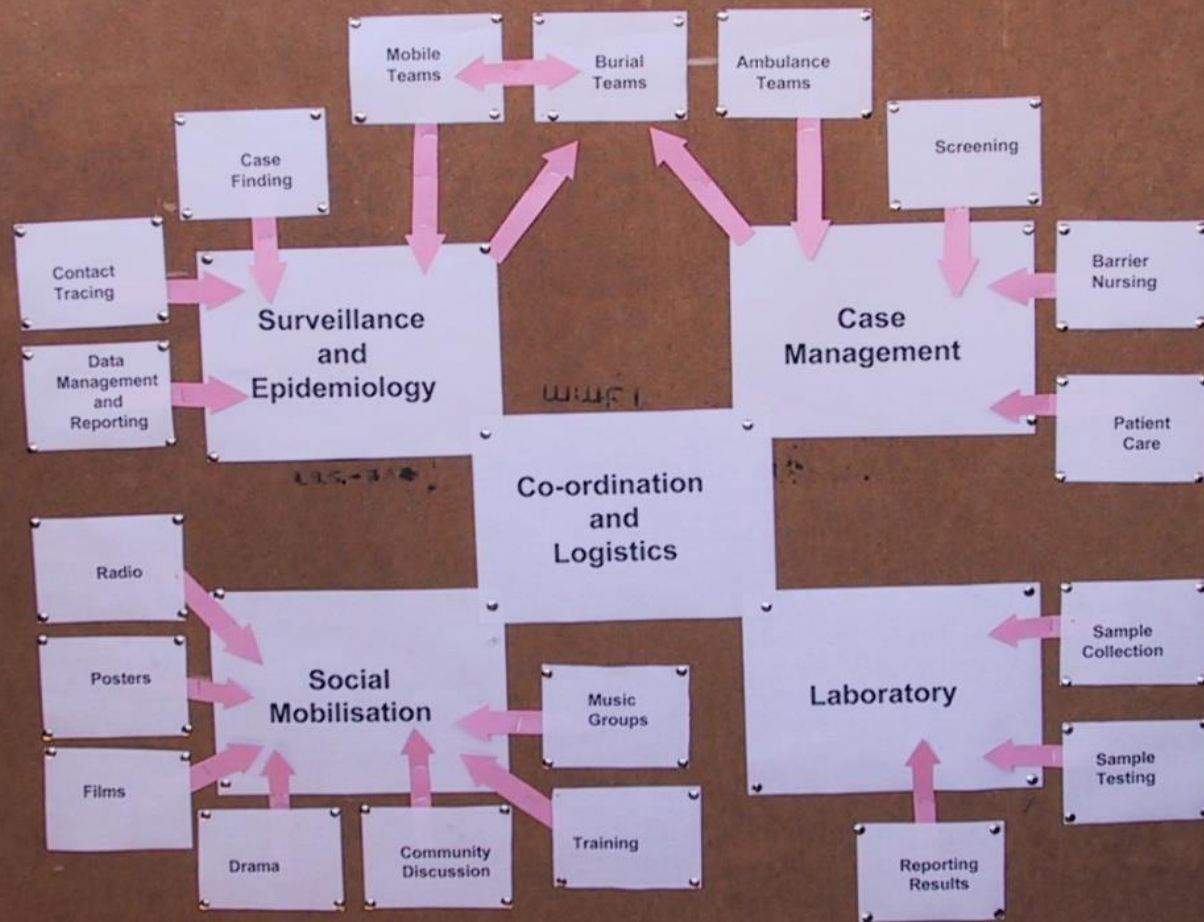 Mobile
Teams
Burial
Teams
Ambulance
Teams
Case
Finding
Screening
Contact
Tracing
Barrier
Nursing
Surveillance
and
Epidemiology
Case
Management
Data
Management
and
Reporting
Patient
Care
Co-ordination
and
Logistics
Radio
Sample
Collection
Posters
Social
Mobilisation
Music
Groups
Laboratory
Films
Sample
Testing
Drama
Community
Discussion
Training
Reporting
Results